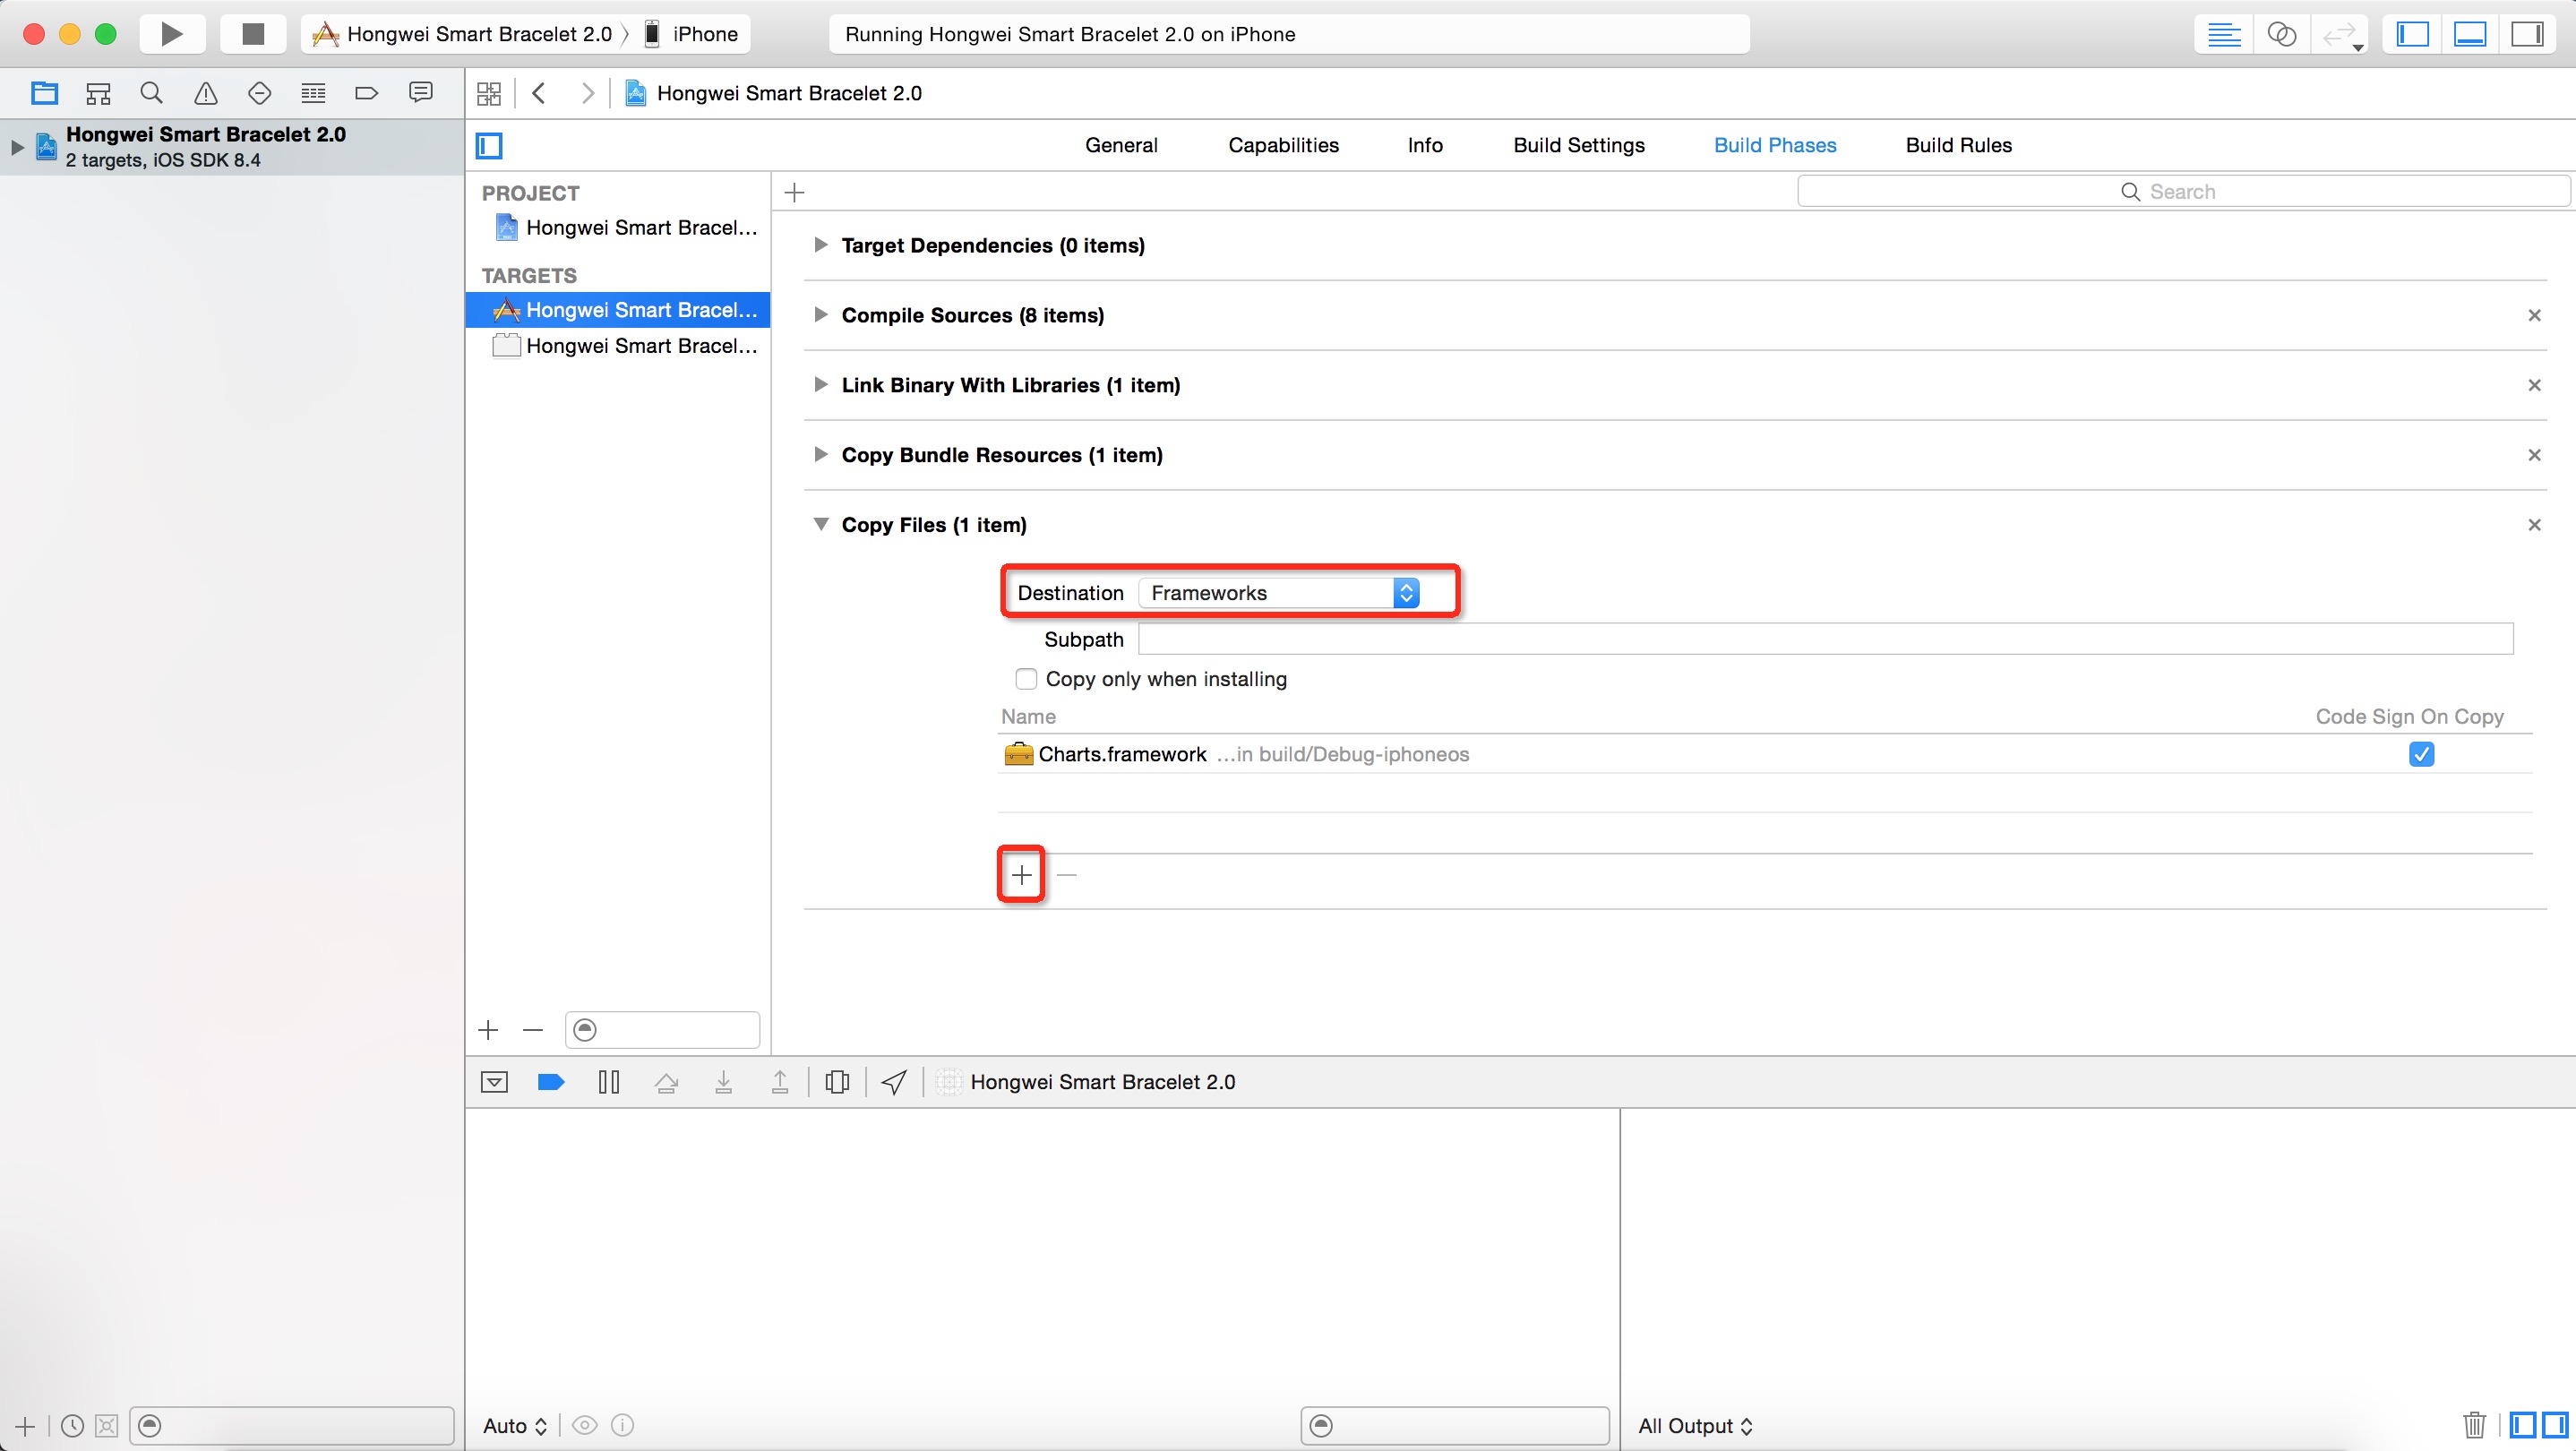 Hongwei Smart Bracelet 2.0 〉 iPhone
Running Hongwei Smart Bracelet 2.0 on iPhone
Hongwei Smart Bracelet 2.0
2 targets, iOS SDK 8.4
Hongwei Smart Bracelet 2.0
General Capabilities Info Build Settings Build Phases Build Rules
PROJECT
Hongwei Smart Bracel...
TARGETS
Hongwei Smart Bracel...
Hongwei Smart Bracel...
Search
Target Dependencies (0 items)
Compile Sources (8 items)
Link Binary With Libraries (1 item)
Copy Bundle Resources (1 item)
Copy Files (1 item)
Destination Frameworks
Subpath
Copy only when installing
Name Code Sign On Copy
Charts.framework ...in build/Debug-iphoneos
Hongwei Smart Bracelet 2.0
Auto
All Output